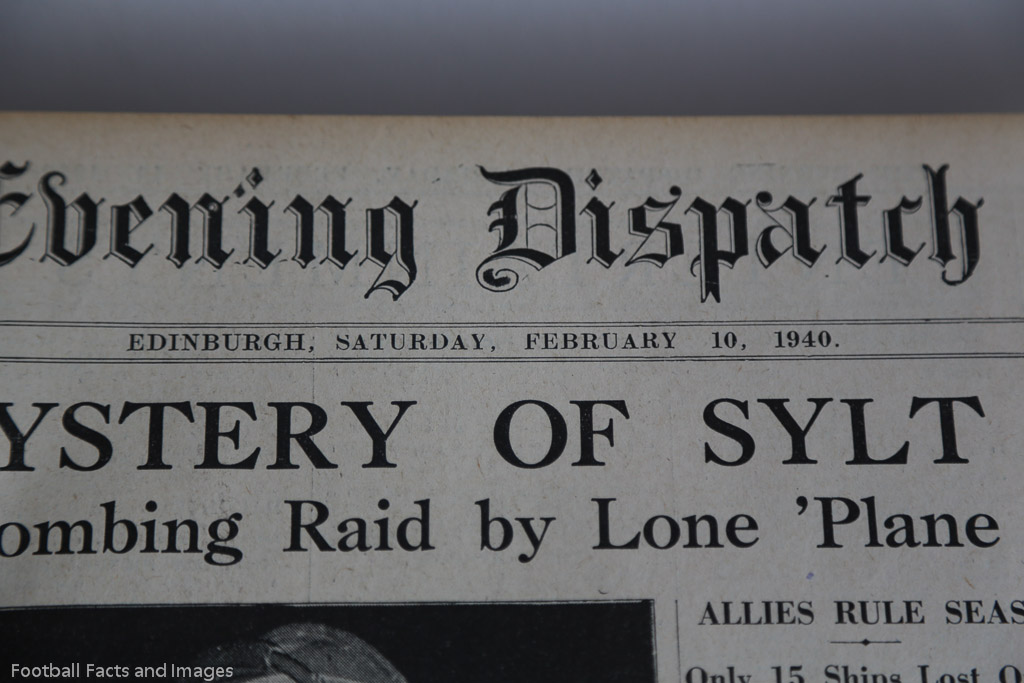 Evening Dispatch
EDINBURGH, SATURDAY, FEBRUARY 10, 1940.
YSTERY OF SYLT
ombing Raid by Lone 'Plane
ALLIES RULE SEAS
Only 15 Ships Lost O
Football Facts and Images